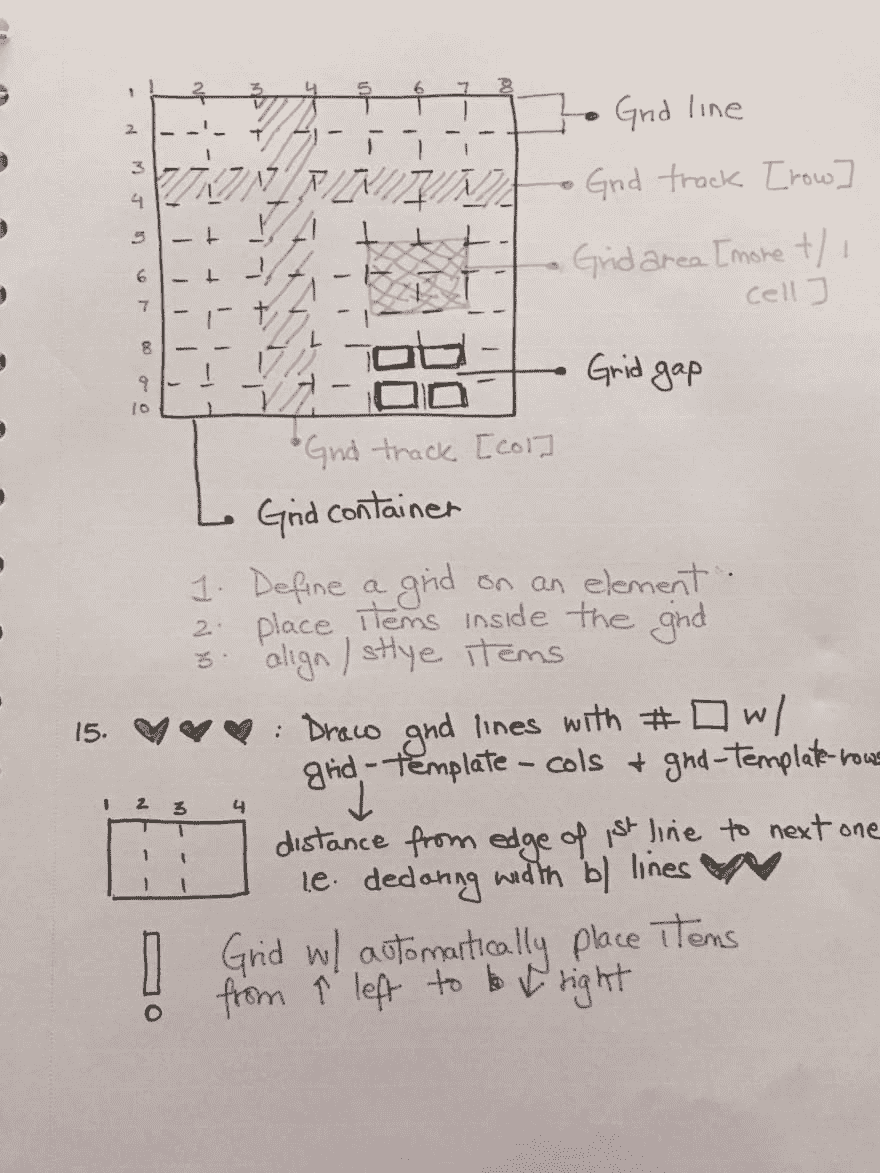 1 2 3 4 5 6 7 8
1
2
3
4
5
6
7
8
9
10
Grid line
Grid track [row]
Grid area [more t/ 1
cell]
Grid gap
Grid track [col]
Grid container
1. Define a grid on an element
2. place items inside the grid
3. align / stlye items
15. ♥♥♥ : Draw grid lines with # □ w/
grid-template-cols + grid-template-rows
↓
1 2 3 4
distance from edge of 1st line to next one
i.e. declaring width b/ lines ♥♥
! Grid w/ automartically place items
from ↑ left to b ↓ right